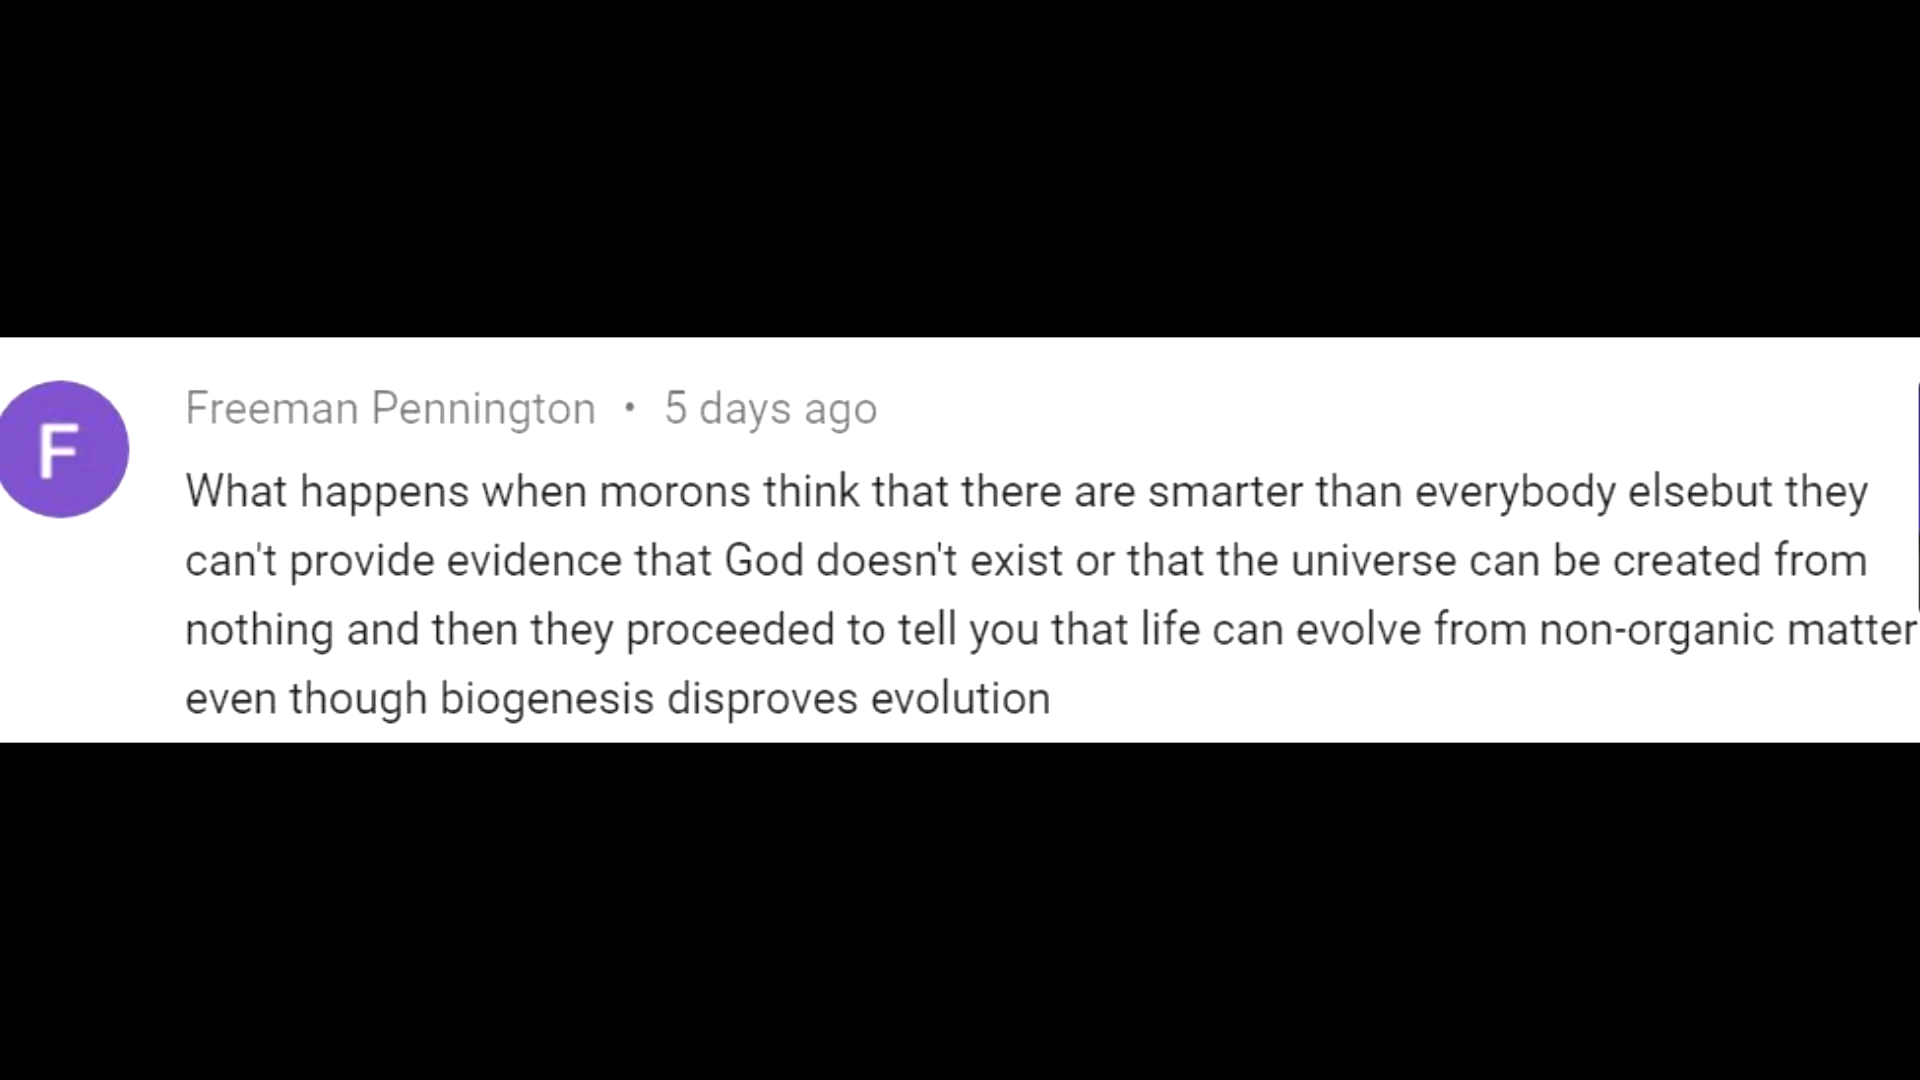 F
Freeman Pennington • 5 days ago
What happens when morons think that there are smarter than everybody elsebut they
can't provide evidence that God doesn't exist or that the universe can be created from
nothing and then they proceeded to tell you that life can evolve from non-organic matter
even though biogenesis disproves evolution